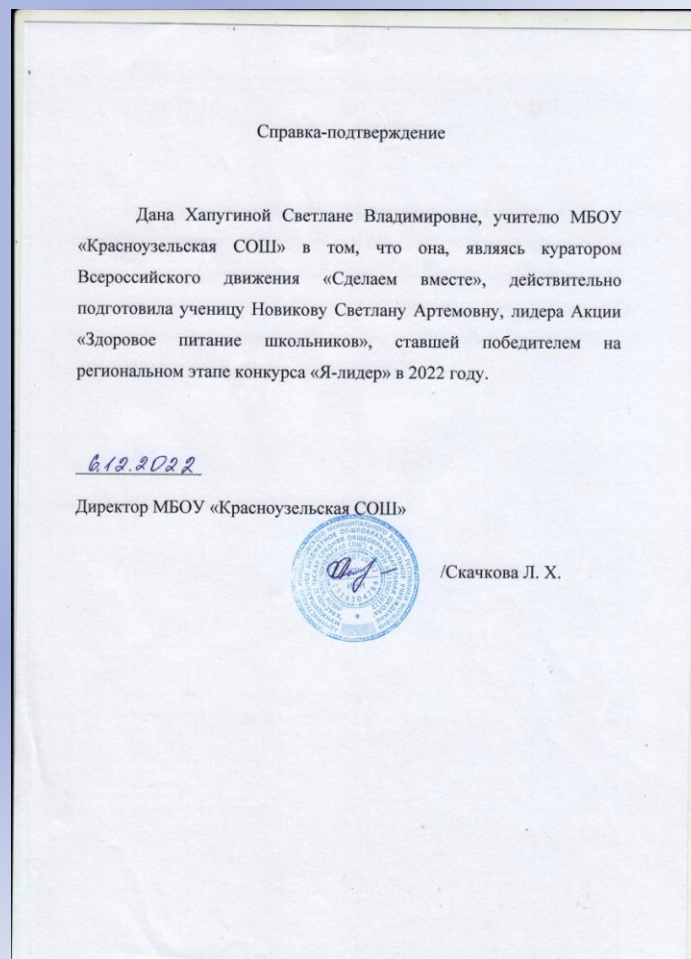 Справка-подтверждение
Дана Хапугиной Светлане Владимировне, учителю МБОУ
«Красноузельская СОШ» в том, что она, являясь куратором
Всероссийского движения «Сделаем вместе», действительно
подготовила ученицу Новикову Светлану Артемовну, лидера Акции
«Здоровое питание школьников», ставшей победителем на
региональном этапе конкурса «Я-лидер» в 2022 году.
6.12.2022
Директор МБОУ «Красноузельская СОШ»
/Скачкова Л. Х.